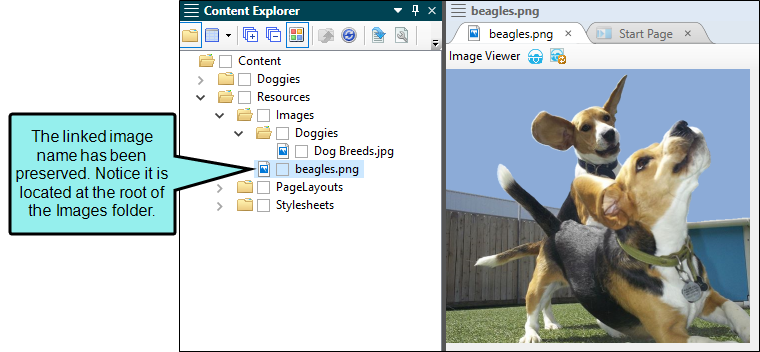 Content Explorer
beagles.png
beagles.png
Start Page
Image Viewer
Content
Doggies
Resources
Images
Doggies
Dog Breeds.jpg
beagles.png
PageLayouts
Stylesheets
The linked image
name has been
preserved. Notice it is
located at the root of
the Images folder.